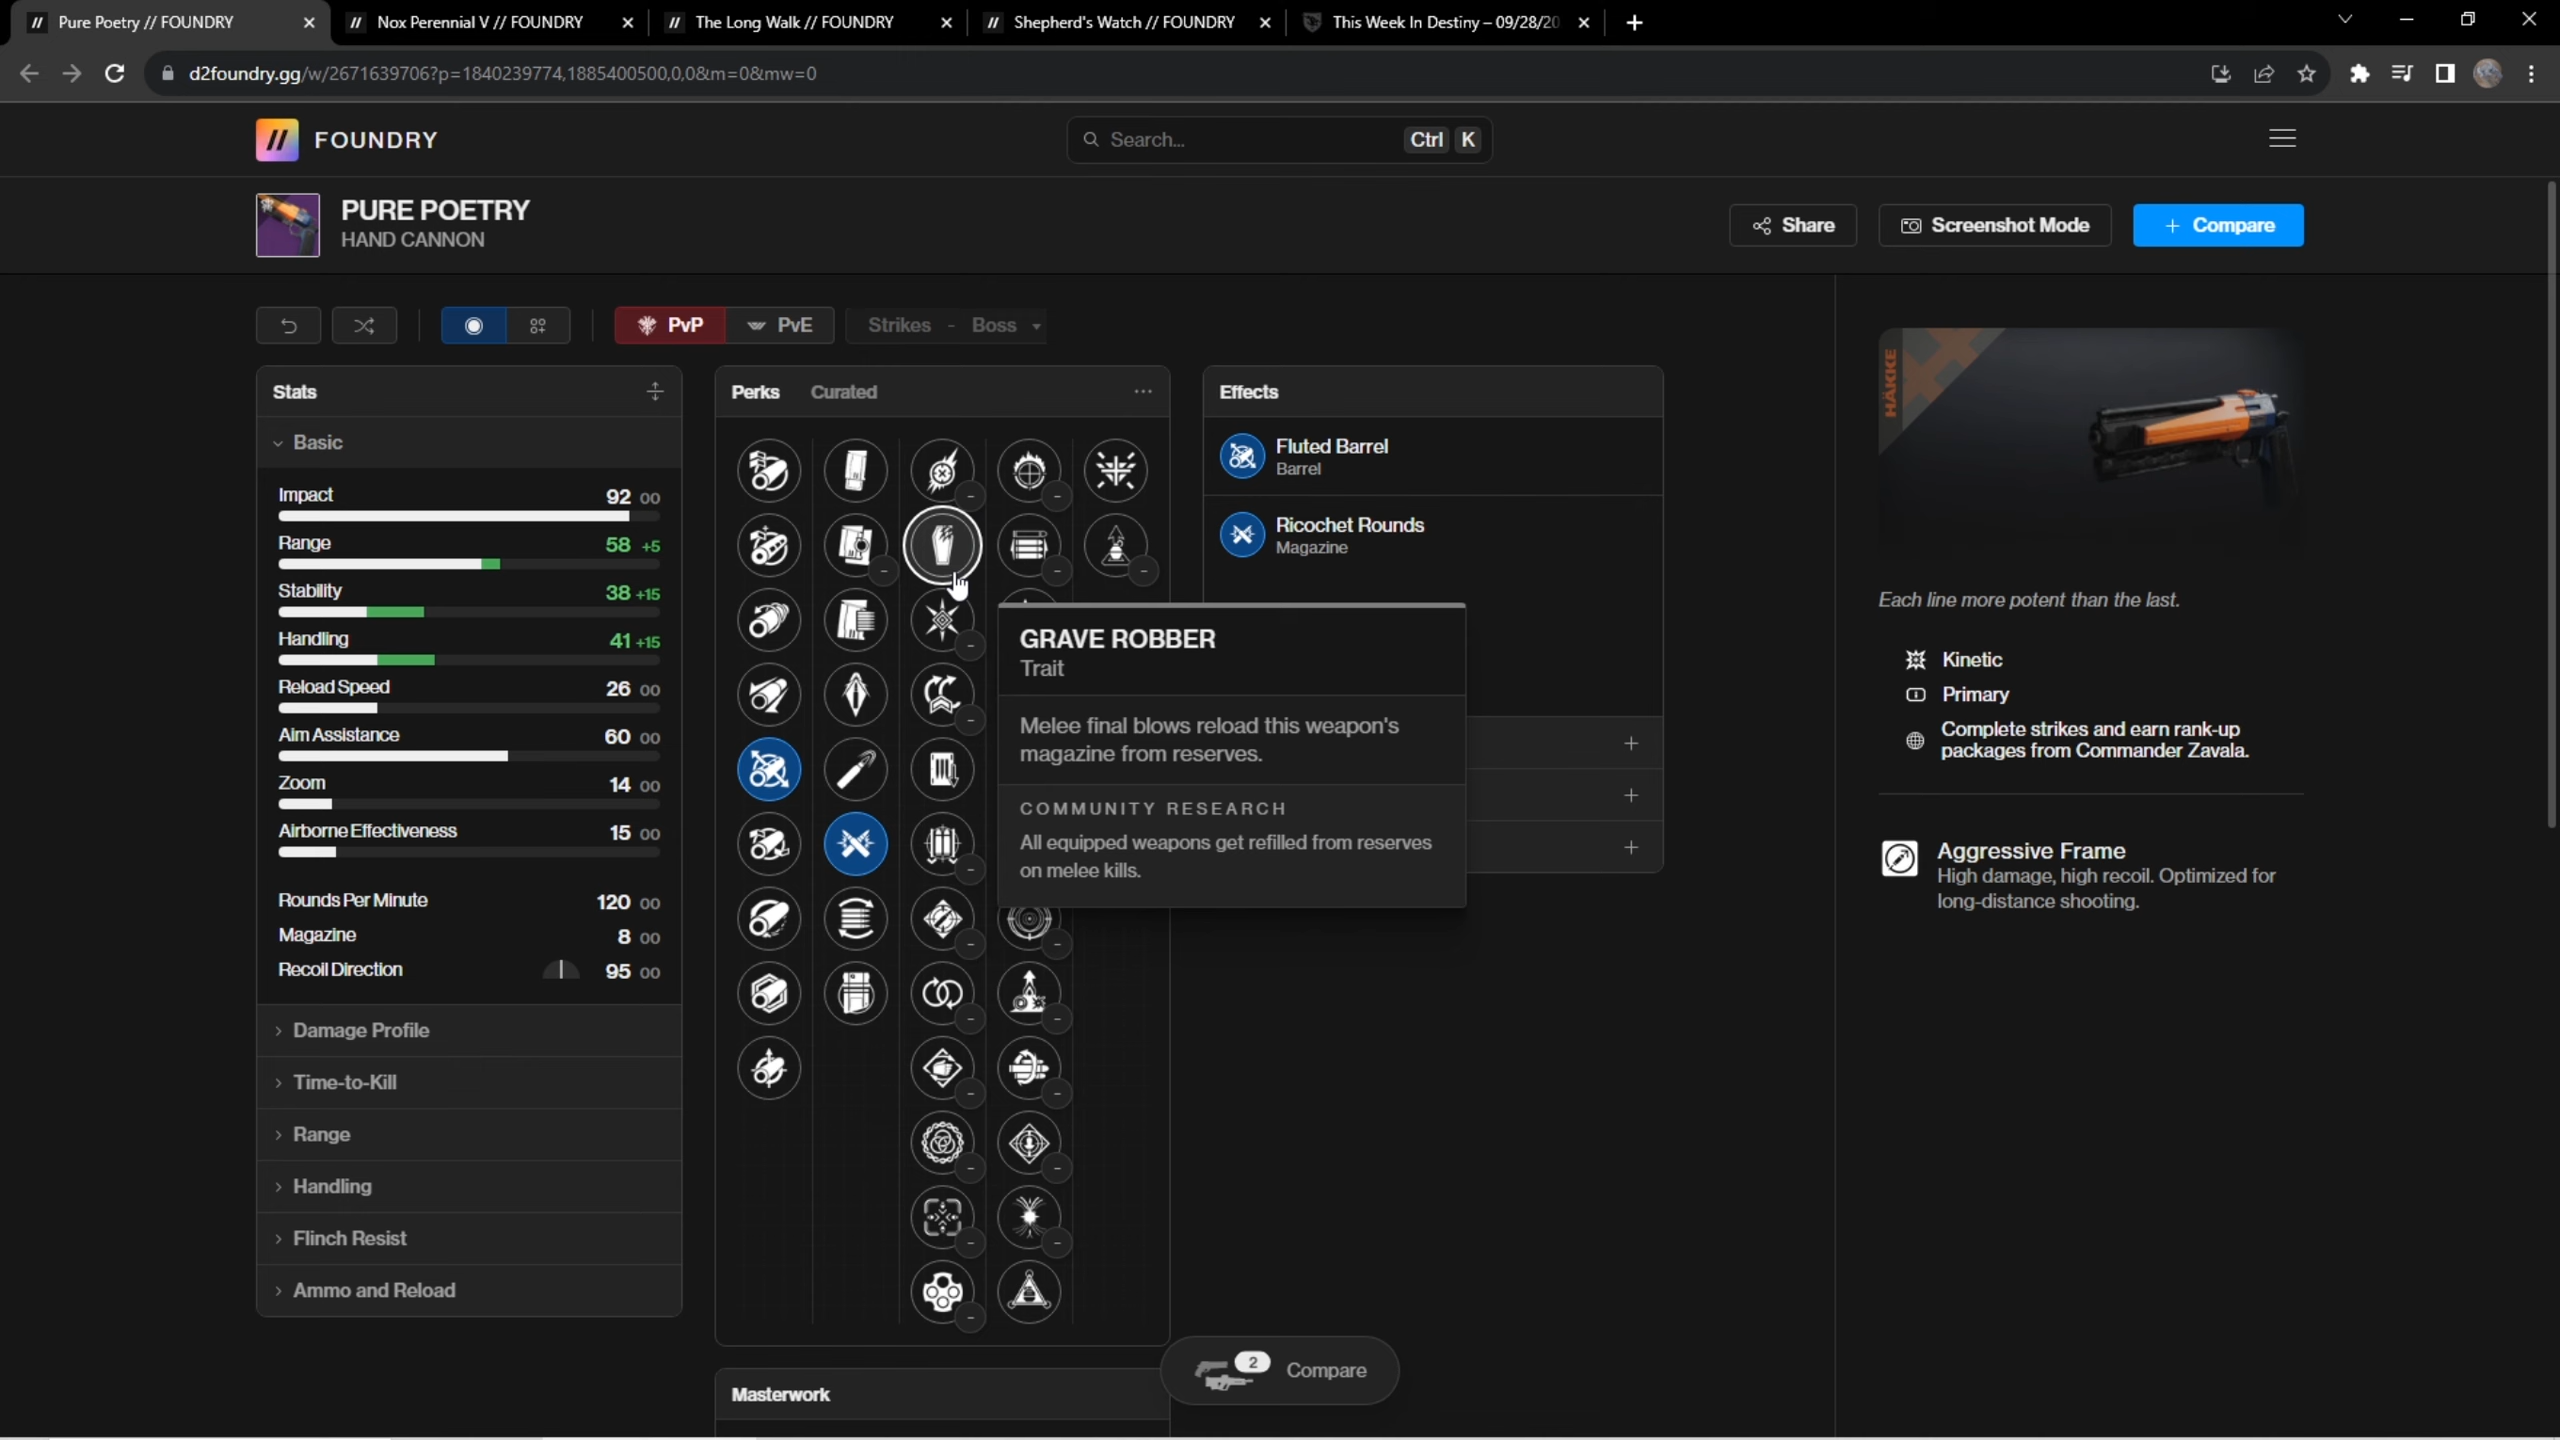 Pure Poetry // FOUNDRY
Nox Perennial V // FOUNDRY
The Long Walk // FOUNDRY
Shepherd's Watch // FOUNDRY
This Week In Destiny – 09/28/20
d2foundry.gg/w/2671639706?p=1840239774,1885400500,0,0&m=0&mw=0
FOUNDRY
Search...
Ctrl K
PURE POETRY
HAND CANNON
Share
Screenshot Mode
+ Compare
PvP
PvE
Strikes - Boss
Stats
Basic
Impact 92 00
Range 58 +5
Stability 38 +15
Handling 41 +15
Reload Speed 26 00
Aim Assistance 60 00
Zoom 14 00
Airborne Effectiveness 15 00
Rounds Per Minute 120 00
Magazine 8 00
Recoil Direction 95 00
Damage Profile
Time-to-Kill
Range
Handling
Flinch Resist
Ammo and Reload
Perks
Curated
Masterwork
Effects
Fluted Barrel
Barrel
Ricochet Rounds
Magazine
GRAVE ROBBER
Trait
Melee final blows reload this weapon's
magazine from reserves.
COMMUNITY RESEARCH
All equipped weapons get refilled from reserves
on melee kills.
2
Compare
HÄKKE
Each line more potent than the last.
Kinetic
Primary
Complete strikes and earn rank-up
packages from Commander Zavala.
Aggressive Frame
High damage, high recoil. Optimized for
long-distance shooting.